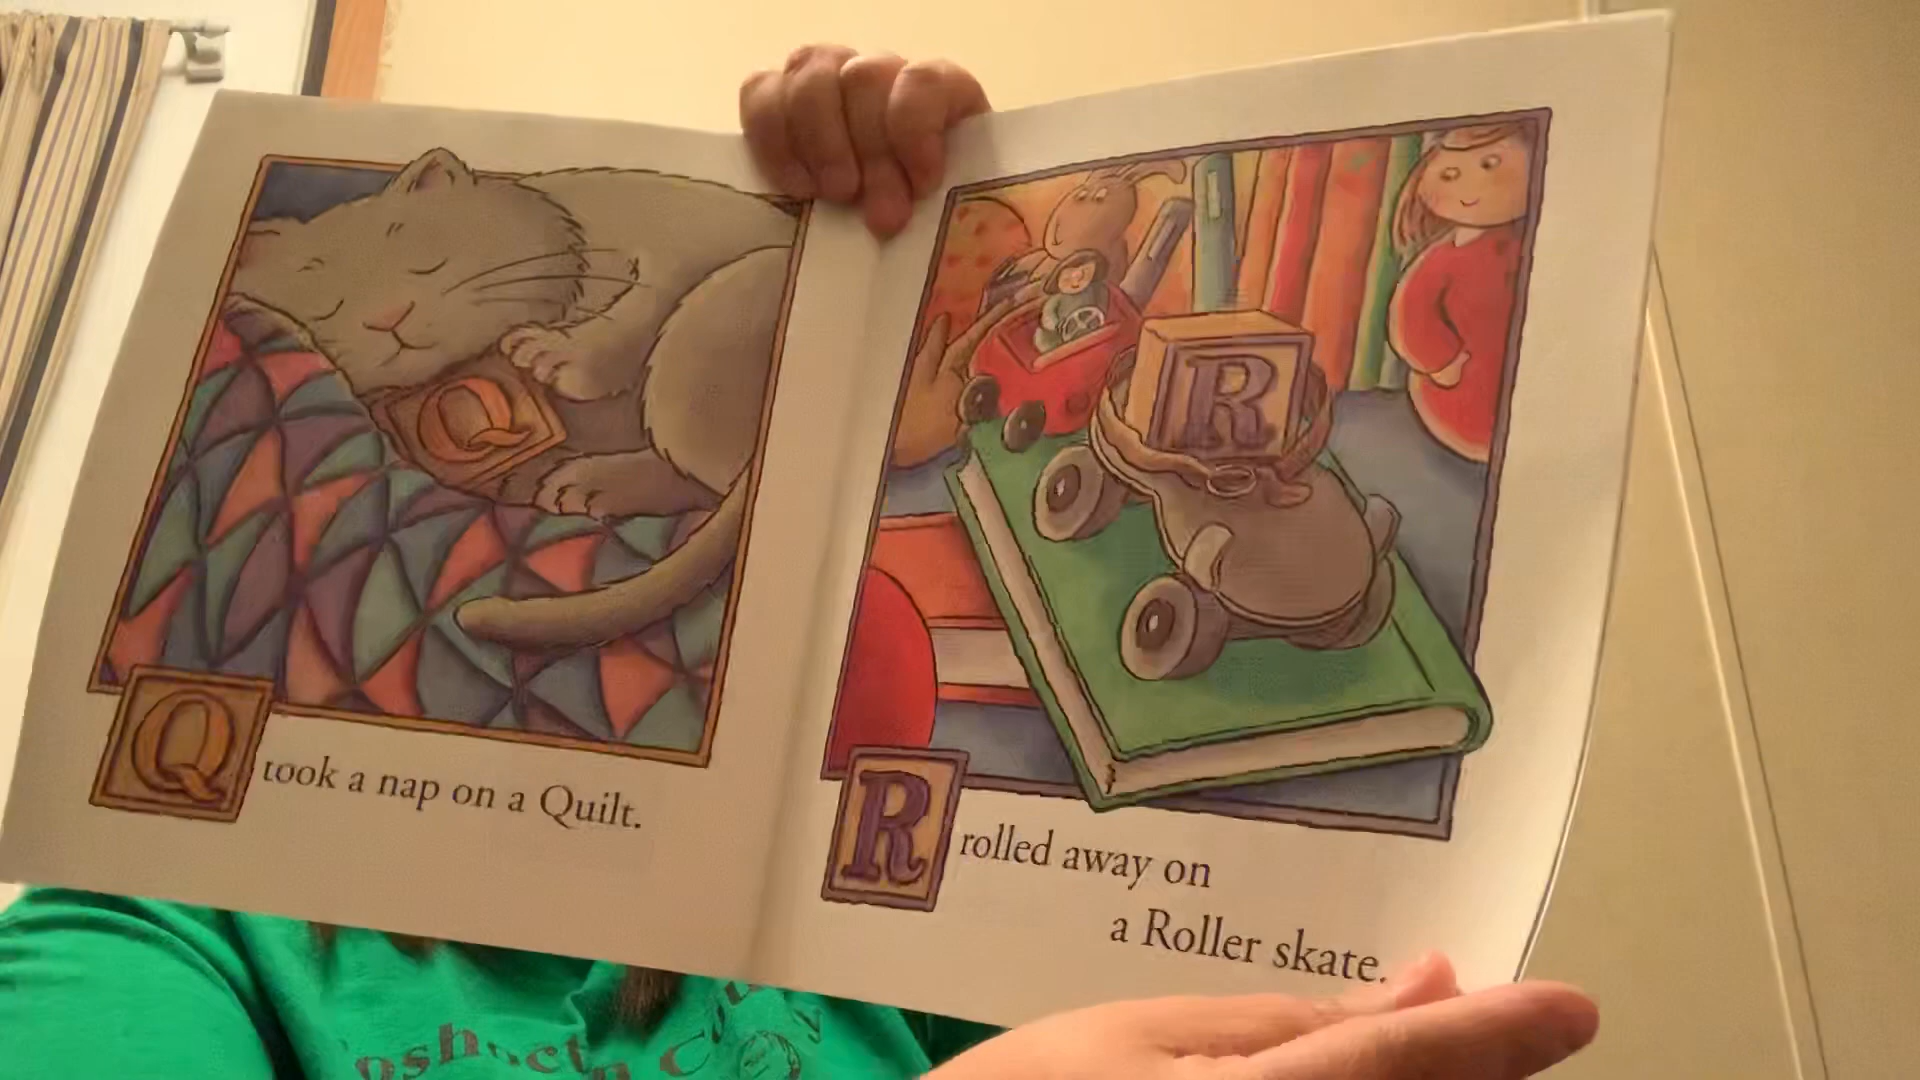 Q
Q took a nap on a Quilt.
R
R rolled away on
a Roller skate.